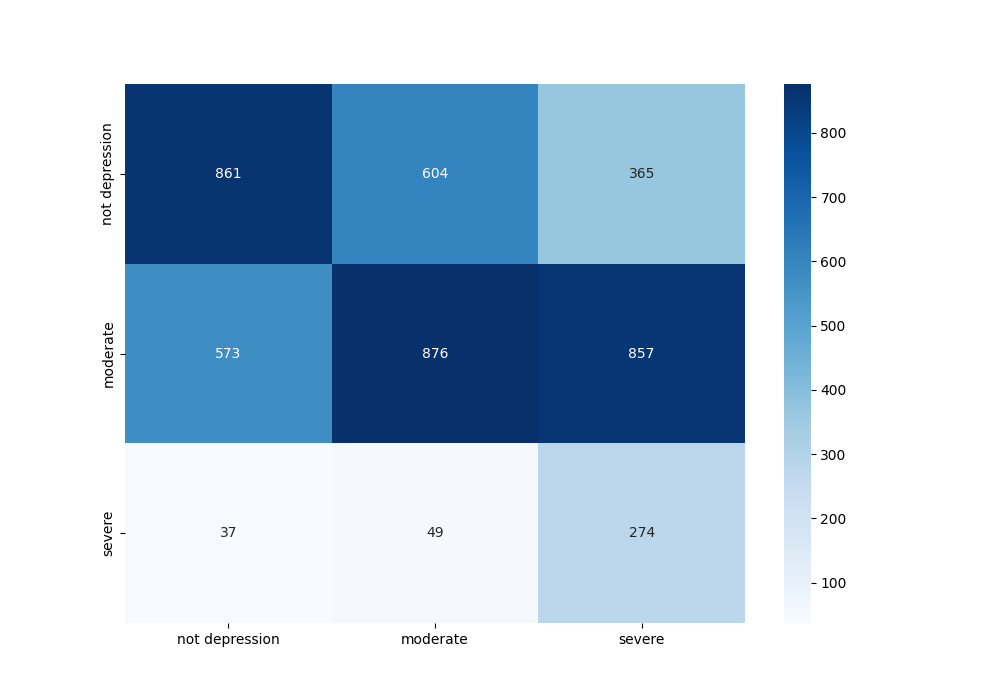 not depression 861 604 365
moderate 573 876 857
severe 37 49 274
not depression moderate severe
800
700
600
500
400
300
200
100